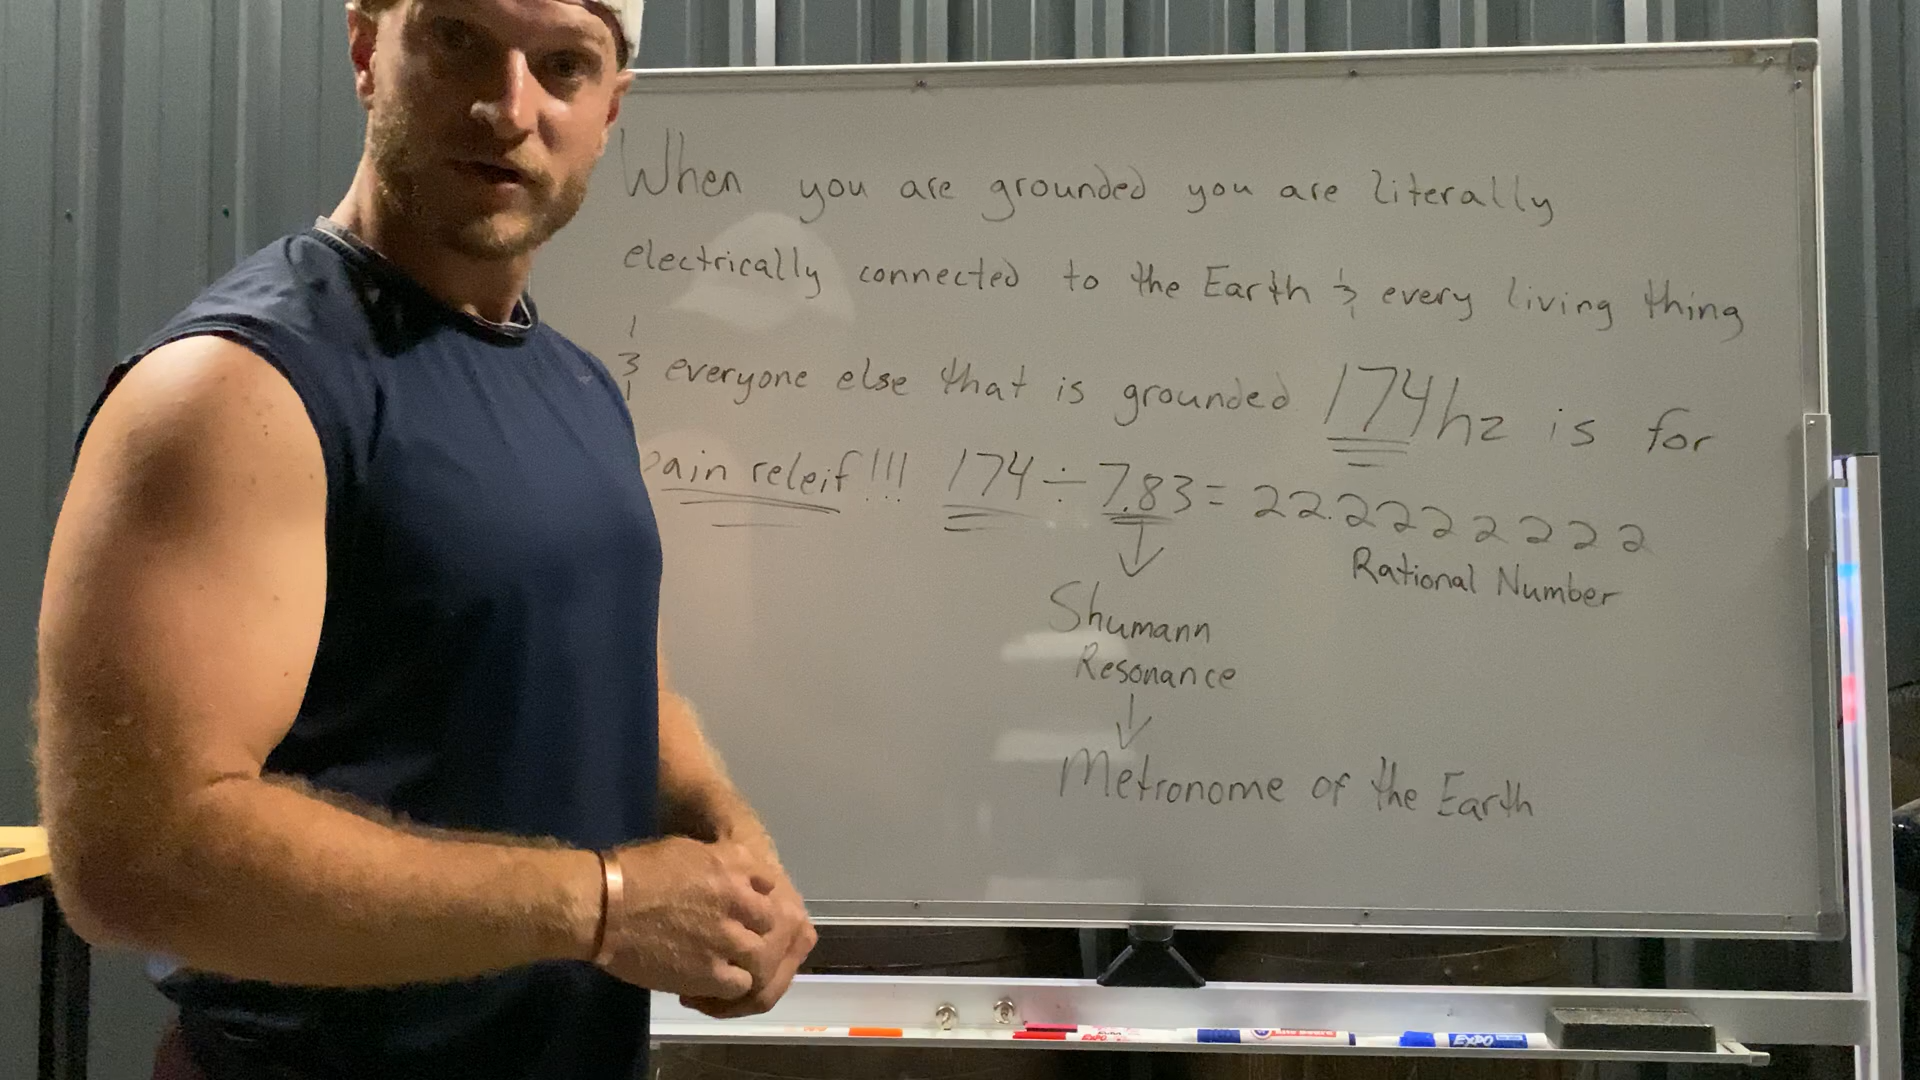 When you are grounded you are literally
electrically connected to the Earth & every living thing
& everyone else that is grounded 174hz is for
pain releif!!! 174 ÷ 7.83 = 22.2222222
Rational Number
Shumann
Resonance
Metronome of the Earth
EXPO
EXPO